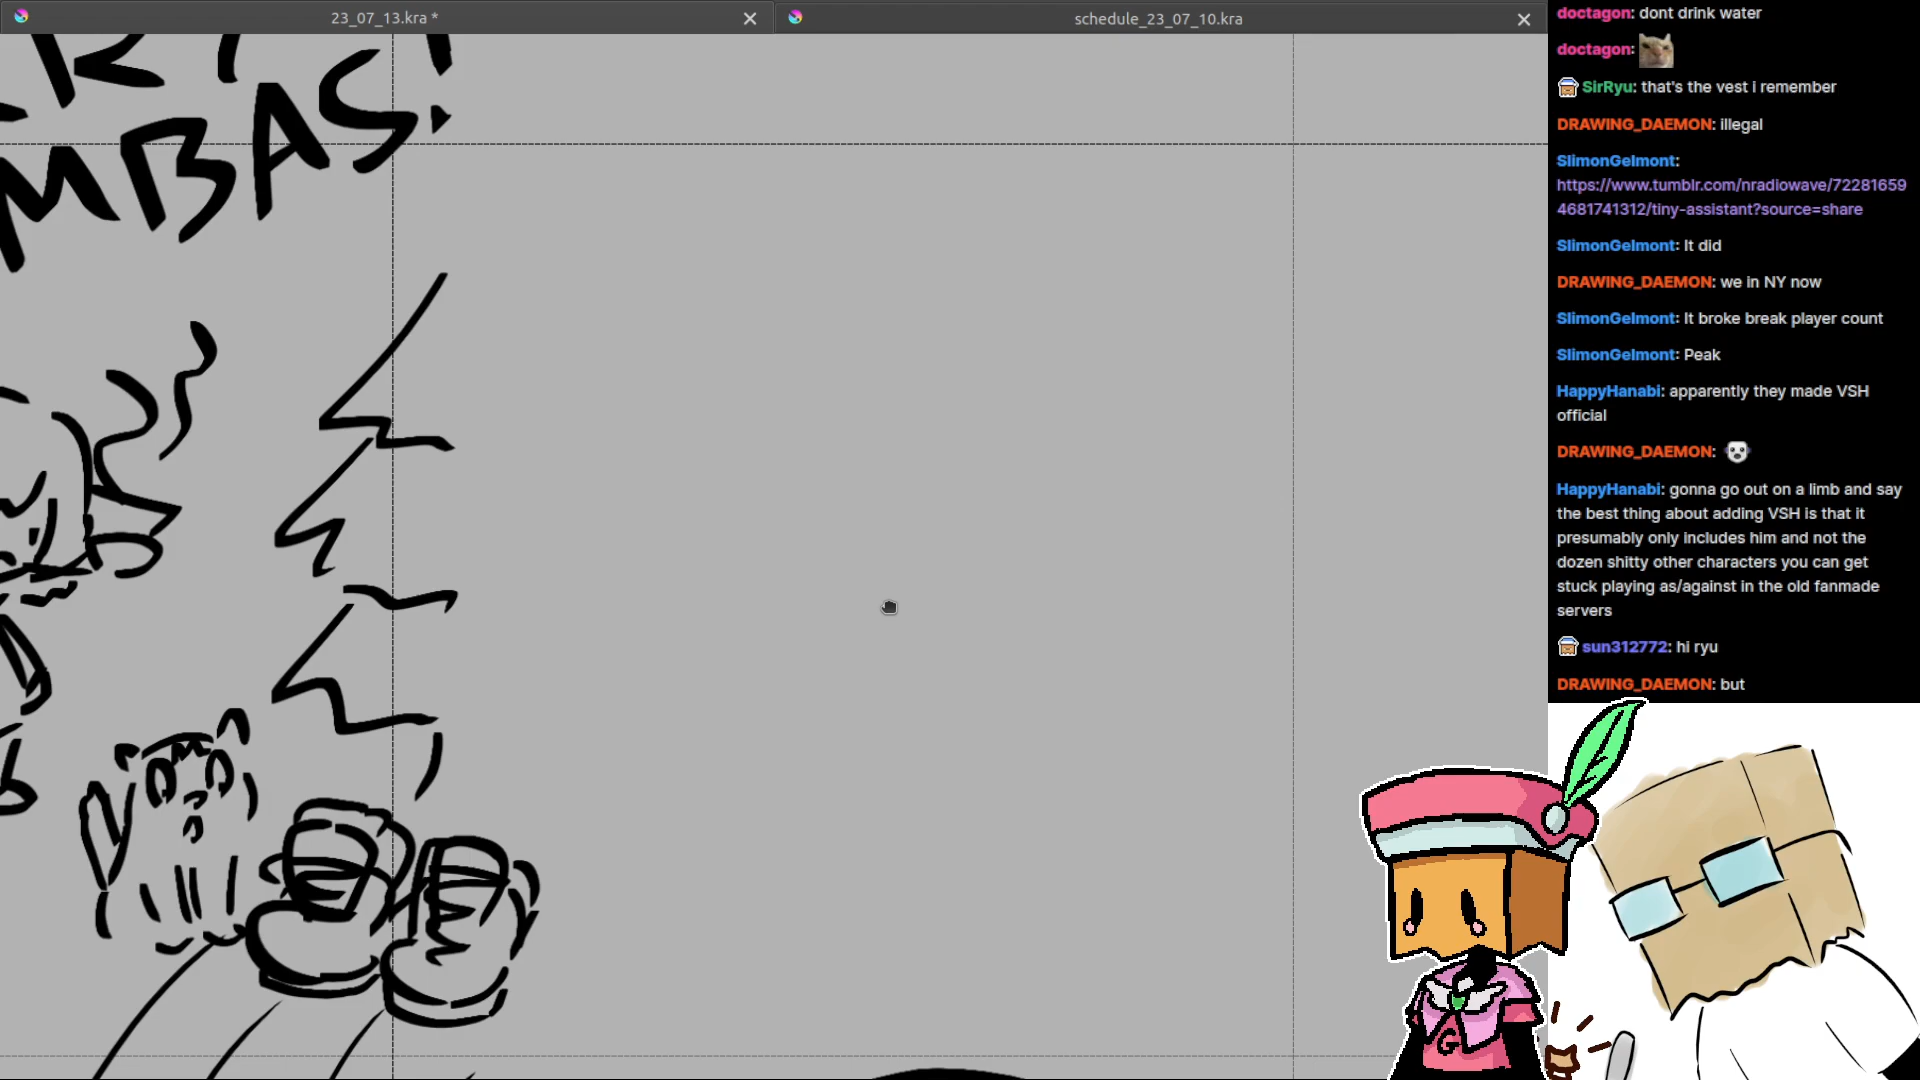 23_07_13.kra *
schedule_23_07_10.kra
MBAS!
doctagon: dont drink water
doctagon:
SirRyu: that's the vest i remember
DRAWING_DAEMON: illegal
SlimonGelmont:
https://www.tumblr.com/nradiowave/72281659
4681741312/tiny-assistant?source=share
SlimonGelmont: It did
DRAWING_DAEMON: we in NY now
SlimonGelmont: It broke break player count
SlimonGelmont: Peak
HappyHanabi: apparently they made VSH
official
DRAWING_DAEMON:
HappyHanabi: gonna go out on a limb and say
the best thing about adding VSH is that it
presumably only includes him and not the
dozen shitty other characters you can get
stuck playing as/against in the old fanmade
servers
sun312772: hi ryu
DRAWING_DAEMON: but
G